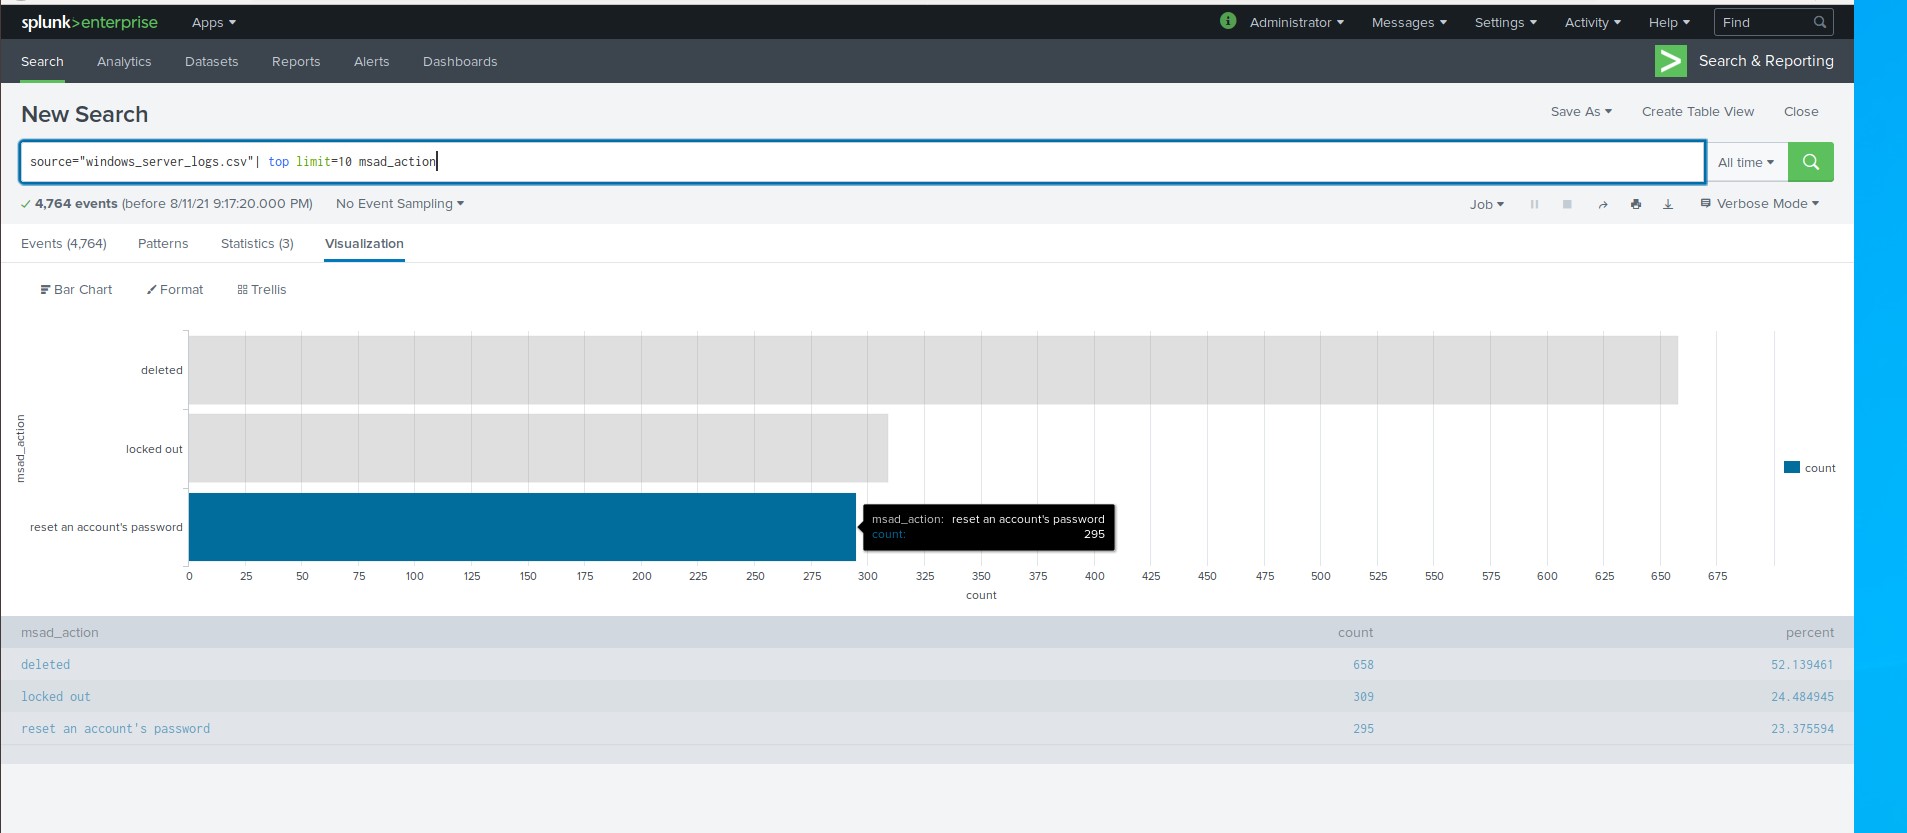 splunk>enterprise Apps i Administrator Messages Settings Activity Help Find
Search Analytics Datasets Reports Alerts Dashboards > Search & Reporting
New Search Save As Create Table View Close
source="windows_server_logs.csv"| top limit=10 msad_action All time
4,764 events (before 8/11/21 9:17:20.000 PM) No Event Sampling Job Verbose Mode
Events (4,764) Patterns Statistics (3) Visualization
Bar Chart Format Trellis
deleted
locked out
reset an account's password
msad_action
msad_action: reset an account's password
count: 295
count
0 25 50 75 100 125 150 175 200 225 250 275 300 325 350 375 400 425 450 475 500 525 550 575 600 625 650 675
count
msad_action count percent
deleted 658 52.139461
locked out 309 24.484945
reset an account's password 295 23.375594